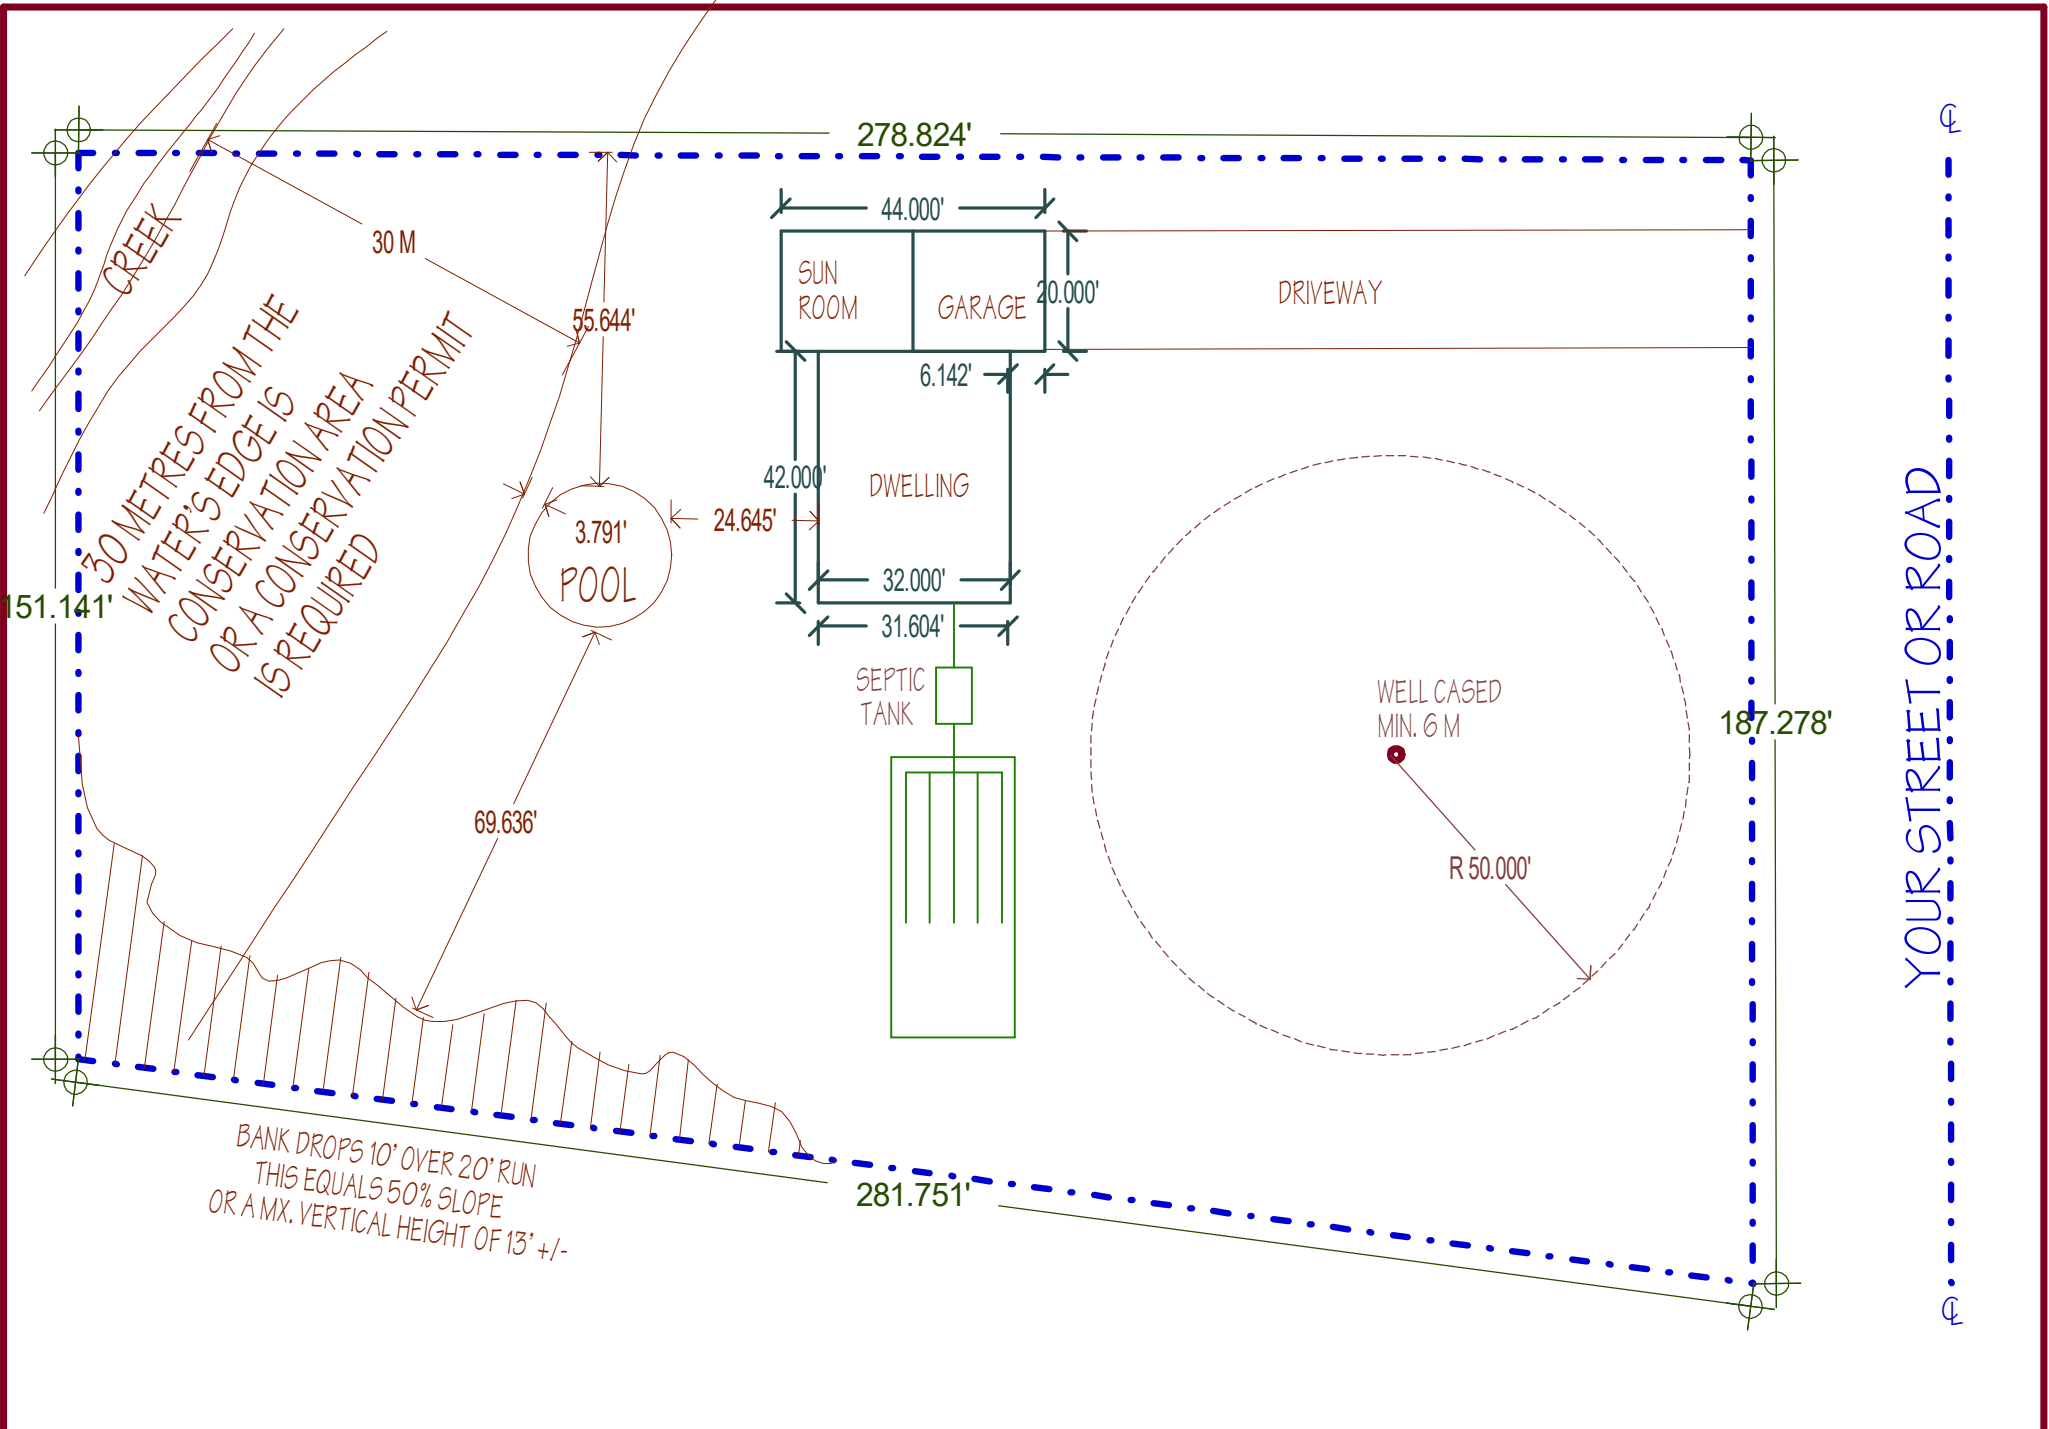 ℄
278.824'
44.000'
CREEK
30 M
SUN
ROOM
GARAGE
20.000'
DRIVEWAY
55.644'
6.142'
30 METRES FROM THE
WATER'S EDGE IS
CONSERVATION AREA
OR A CONSERVATION PERMIT
IS REQUIRED
42.000'
DWELLING
24.645'
3.791'
POOL
32.000'
31.604'
151.141'
SEPTIC
TANK
WELL CASED
MIN. 6 M
187.278'
YOUR STREET OR ROAD
69.636'
R 50.000'
BANK DROPS 10' OVER 20' RUN
THIS EQUALS 50% SLOPE
OR A MX. VERTICAL HEIGHT OF 13' +/-
281.751'
℄